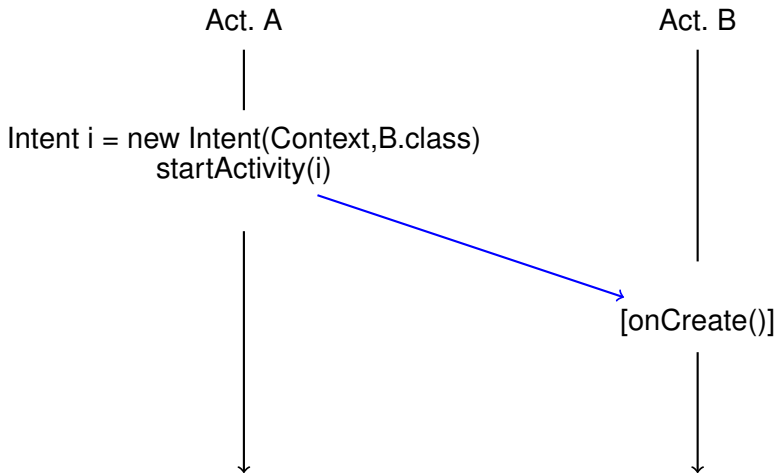 Act. A
Act. B
Intent i = new Intent(Context,B.class)
startActivity(i)
[onCreate()]